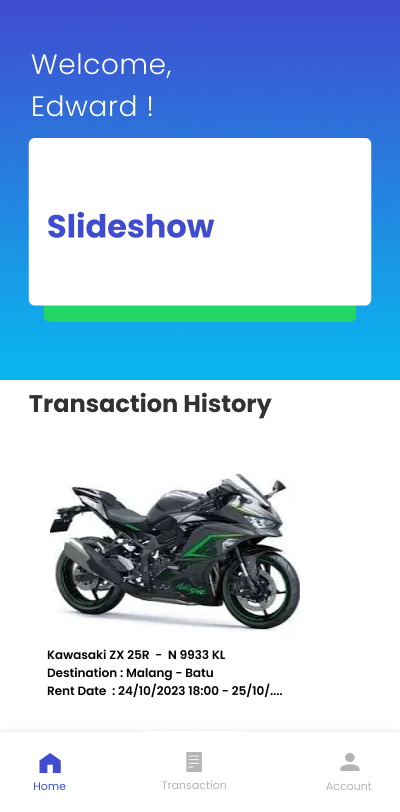 Welcome,
Edward !
Slideshow
Transaction History
Ninja
Kawasaki ZX 25R  -  N 9933 KL
Destination : Malang - Batu
Rent Date  : 24/10/2023 18:00 - 25/10/....
Home
Transaction
Account